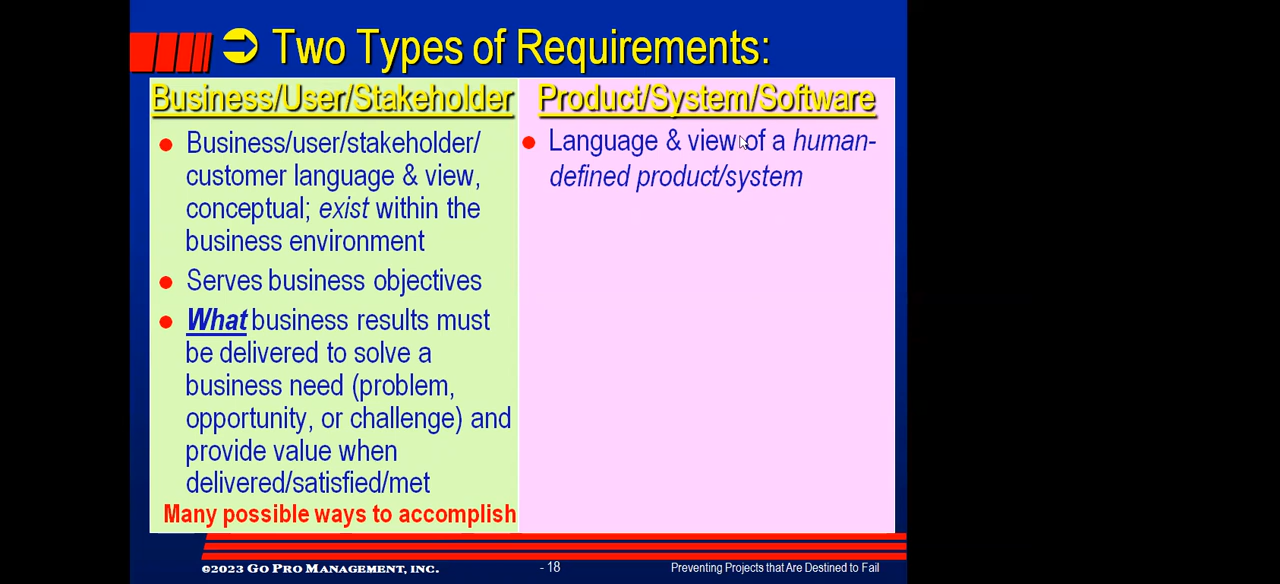 ➲ Two Types of Requirements:
Business/User/Stakeholder
● Business/user/stakeholder/
customer language & view,
conceptual; exist within the
business environment
● Serves business objectives
● What business results must
be delivered to solve a
business need (problem,
opportunity, or challenge) and
provide value when
delivered/satisfied/met
Many possible ways to accomplish
Product/System/Software
● Language & view of a human-
defined product/system
©2023 GO PRO MANAGEMENT, INC.
- 18
Preventing Projects that Are Destined to Fail